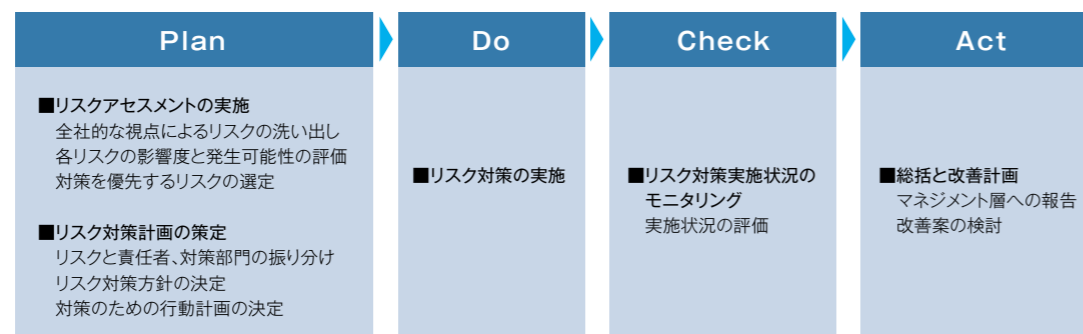 Plan
■リスクアセスメントの実施
全社的な視点によるリスクの洗い出し
各リスクの影響度と発生可能性の評価
対策を優先するリスクの選定
■リスク対策計画の策定
リスクと責任者、対策部門の振り分け
リスク対策方針の決定
対策のための行動計画の決定
Do
■リスク対策の実施
Check
■リスク対策実施状況の
モニタリング
実施状況の評価
Act
■総括と改善計画
マネジメント層への報告
改善案の検討